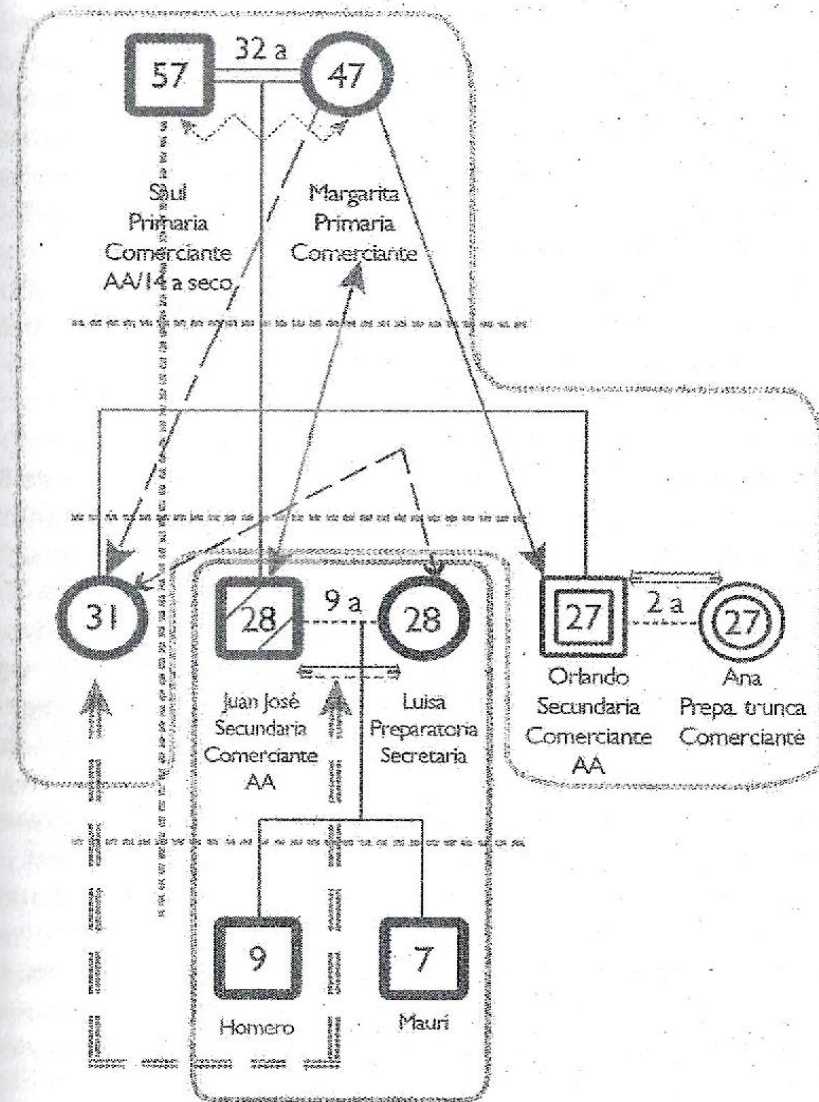 32 a
57
47
Saul
Primaria
Comerciante
AA/14 a seco
Margarita
Primaria
Comerciante
31
28
9 a
28
27
2 a
27
Juan José
Secundaria
Comerciante
AA
Luisa
Preparatoria
Secretaria
Orlando
Secundaria
Comerciante
AA
Ana
Prepa. trunca
Comerciante
9
7
Homero
Mauri